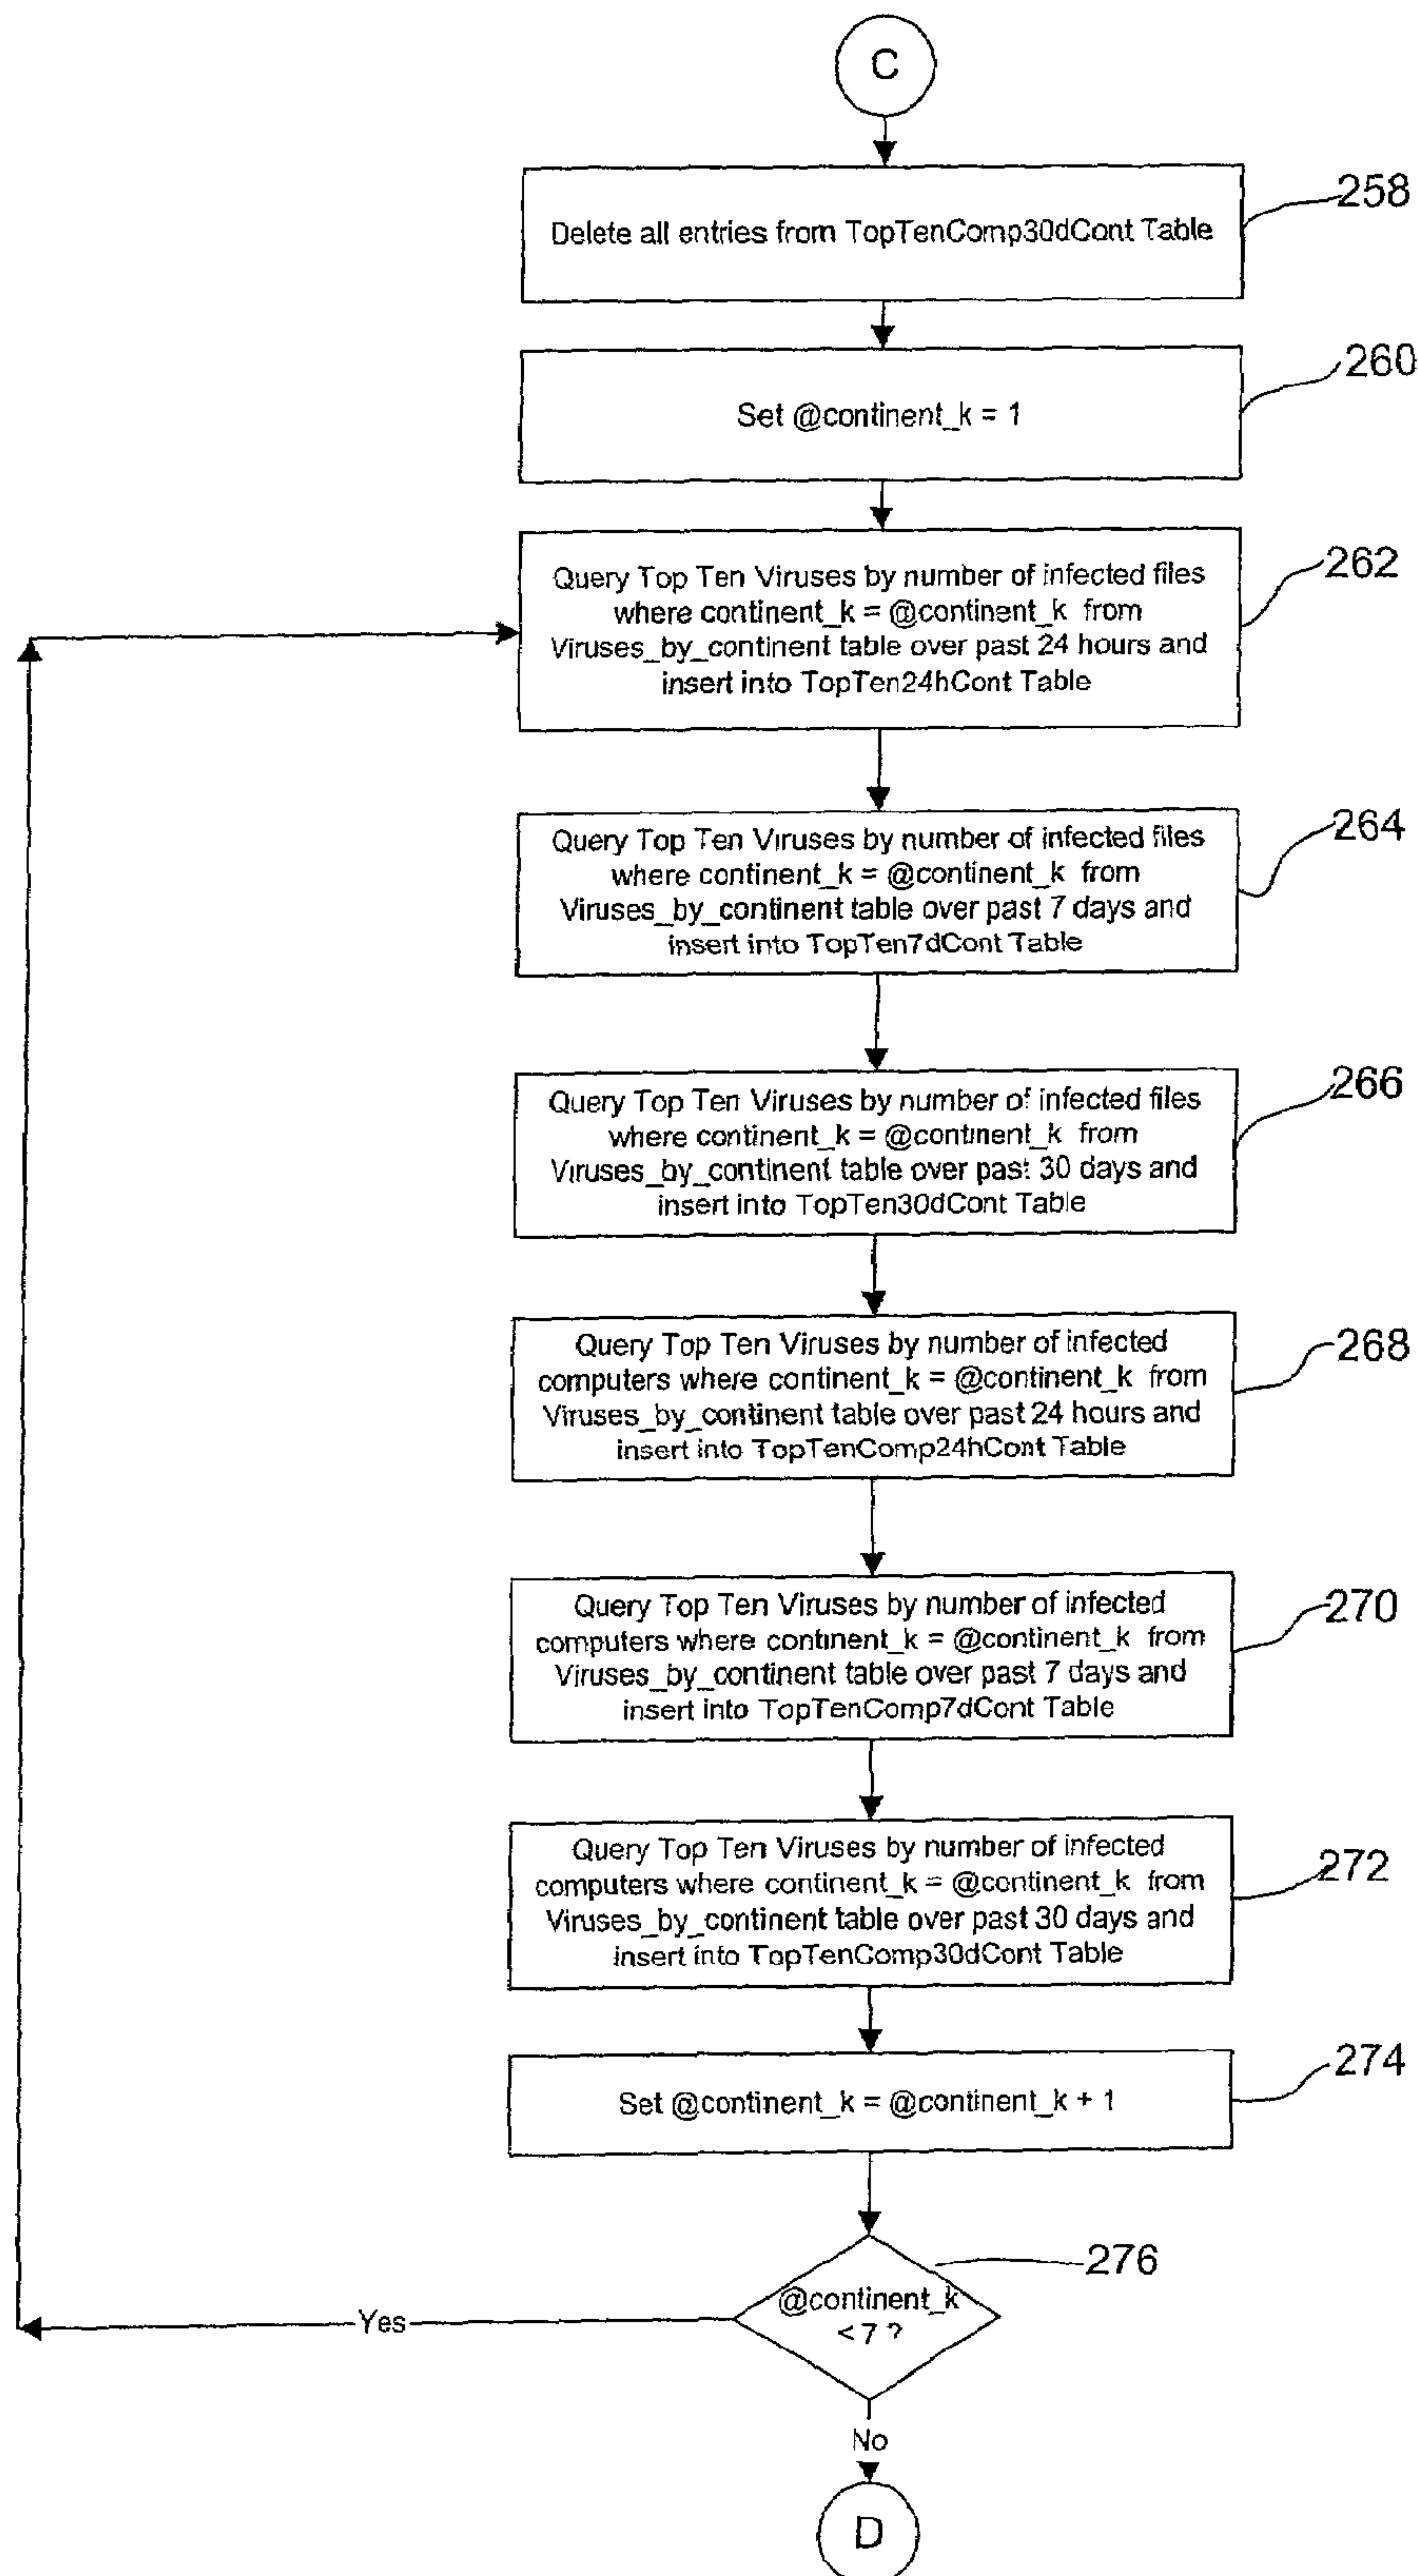 C
Delete all entries from TopTenComp30dCont Table
258
Set @continent_k = 1
260
Query Top Ten Viruses by number of infected files
where continent_k = @continent_k from
Viruses_by_continent table over past 24 hours and
insert into TopTen24hCont Table
262
Query Top Ten Viruses by number of infected files
where continent_k = @continent_k from
Viruses_by_continent table over past 7 days and
insert into TopTen7dCont Table
264
Query Top Ten Viruses by number of infected files
where continent_k = @continent_k from
Viruses_by_continent table over past 30 days and
insert into TopTen30dCont Table
266
Query Top Ten Viruses by number of infected
computers where continent_k = @continent_k from
Viruses_by_continent table over past 24 hours and
insert into TopTenComp24hCont Table
268
Query Top Ten Viruses by number of infected
computers where continent_k = @continent_k from
Viruses_by_continent table over past 7 days and
insert into TopTenComp7dCont Table
270
Query Top Ten Viruses by number of infected
computers where continent_k = @continent_k from
Viruses_by_continent table over past 30 days and
insert into TopTenComp30dCont Table
272
Set @continent_k = @continent_k + 1
274
@continent_k
< 7 ?
276
Yes
No
D